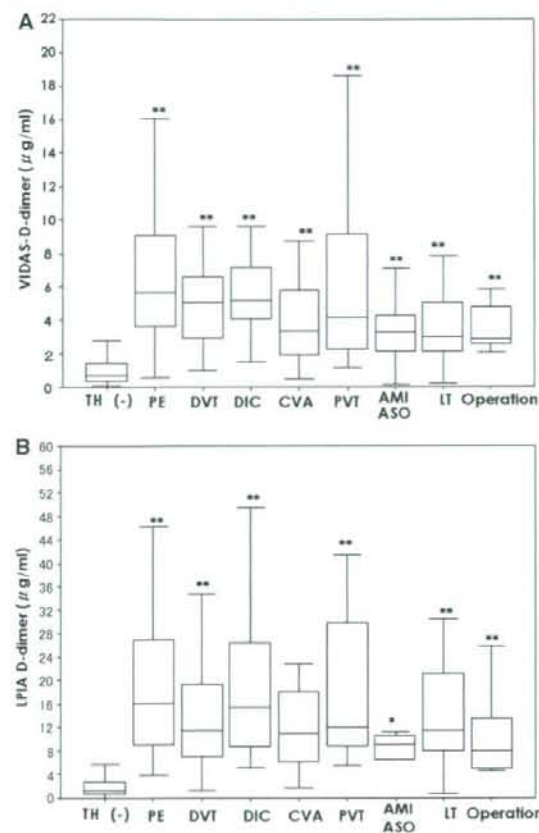 A
22
20
18
16
14
12
10
8
6
4
2
0
VIDAS-D-dimer (μg/ml)
** ** ** ** ** ** ** **
TH (-) PE DVT DIC CVA PVT AMI LT Operation
ASO
B
60
56
52
48
44
40
36
32
28
24
20
16
12
8
4
0
LPIA D-dimer (μg/ml)
** ** ** ** * ** **
TH (-) PE DVT DIC CVA PVT AMI LT Operation
ASO